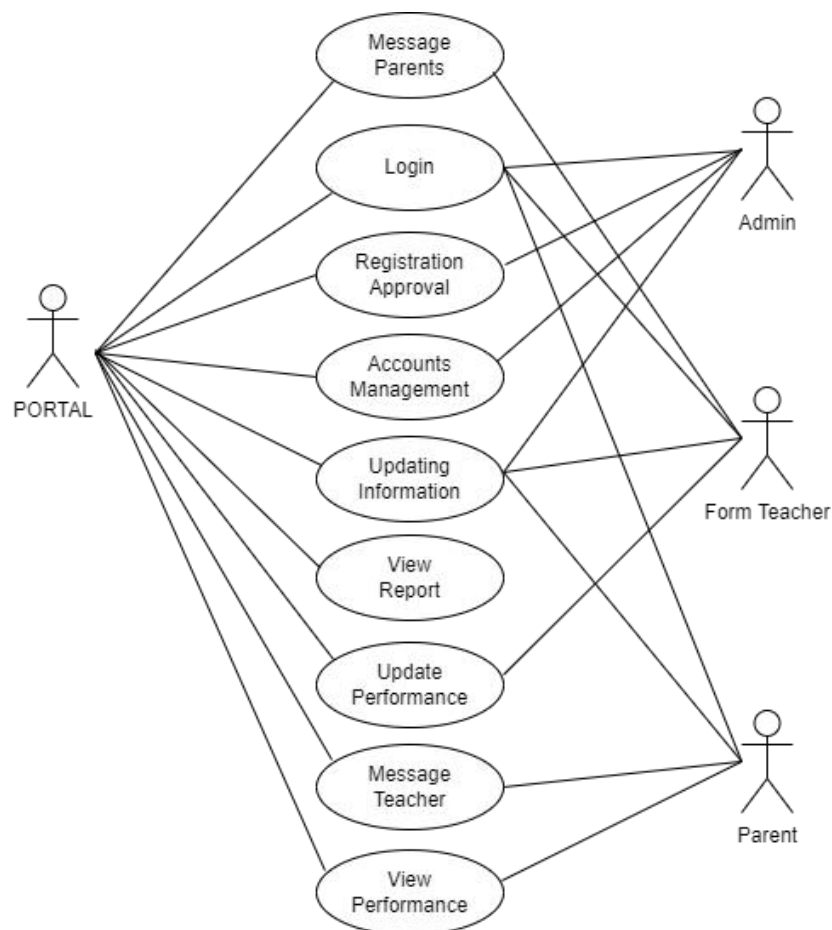 Message
Parents
Login
Admin
Registration
Approval
PORTAL
Accounts
Management
Updating
Information
Form Teacher
View
Report
Update
Performance
Message
Teacher
Parent
View
Performance